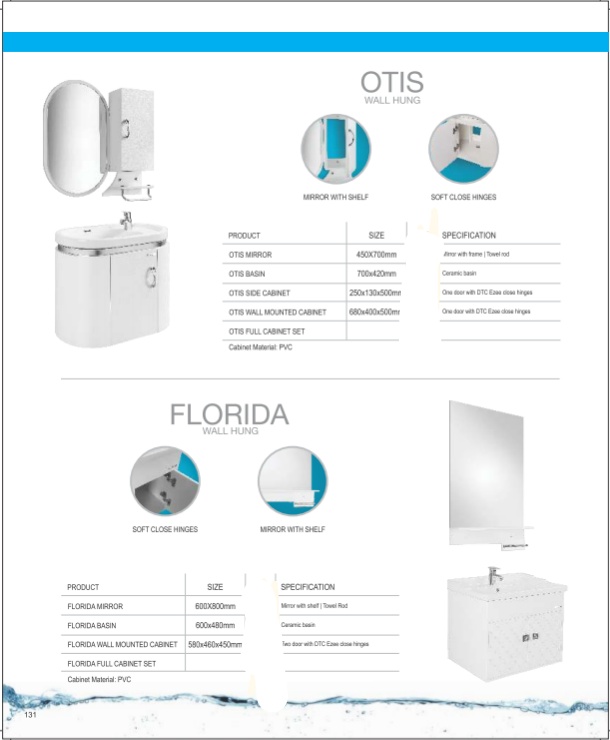 OTIS
WALL HUNG
MIRROR WITH SHELF
SOFT CLOSE HINGES
PRODUCT SIZE SPECIFICATION
OTIS MIRROR 450X700mm Mirror with frame | Towel rod
OTIS BASIN 700x420mm Ceramic basin
OTIS SIDE CABINET 250x130x500mm One door with DTC Ease close hinges
OTIS WALL MOUNTED CABINET 680x400x500mm One door with DTC Ease close hinges
OTIS FULL CABINET SET
Cabinet Material: PVC
FLORIDA
WALL HUNG
SOFT CLOSE HINGES
MIRROR WITH SHELF
PRODUCT SIZE SPECIFICATION
FLORIDA MIRROR 600X800mm Mirror with shelf | Towel Rod
FLORIDA BASIN 600x480mm Ceramic basin
FLORIDA WALL MOUNTED CABINET 580x460x450mm Two door with DTC Ease close hinges
FLORIDA FULL CABINET SET
Cabinet Material: PVC
131